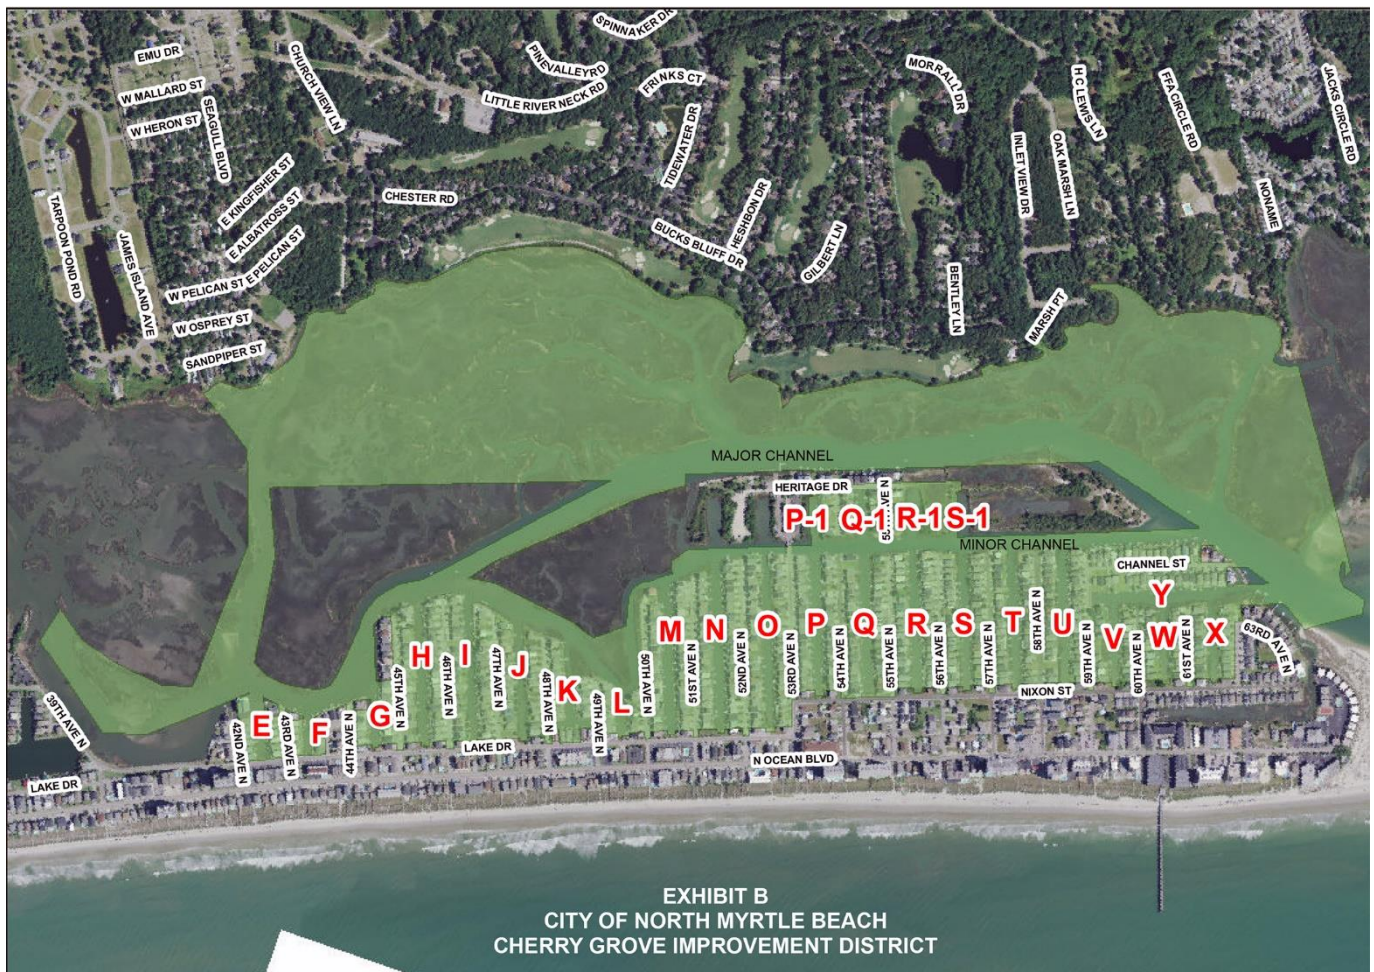 SPINNAKER DR
EMU DR
CHURCH VIEW LN
PINEVALLEYRD
MORRALL DR
H C LEWIS LN
FFA CIRCLE RD
JACKS CIRCLE RD
FRINKS CT
W MALLARD ST
LITTLE RIVER NECK RD
SEAGULL BLVD
W HERON ST
TIDEWATER DR
INLET VIEW DR
OAK MARSH LN
E KINGFISHER ST
CHESTER RD
HESHBON DR
NONAME
TARPOON POND RD
E ALBATROSS ST
BUCKS BLUFF DR
GILBERT LN
JAMES ISLAND AVE
E PELICAN ST
W PELICAN ST
BENTLEY LN
W OSPREY ST
MARSH PT
SANDPIPER ST
MAJOR CHANNEL
HERITAGE DR
P-1
Q-1
R-1
S-1
MINOR CHANNEL
CHANNEL ST
Y
H
I
J
K
L
M
N
O
P
Q
R
S
T
U
V
W
X
E
F
G
39TH AVE N
42ND AVE N
43RD AVE N
44TH AVE N
45TH AVE N
46TH AVE N
47TH AVE N
48TH AVE N
49TH AVE N
50TH AVE N
51ST AVE N
52ND AVE N
53RD AVE N
54TH AVE N
55TH AVE N
56TH AVE N
57TH AVE N
58TH AVE N
59TH AVE N
60TH AVE N
61ST AVE N
63RD AVE N
NIXON ST
LAKE DR
N OCEAN BLVD
LAKE DR
EXHIBIT B
CITY OF NORTH MYRTLE BEACH
CHERRY GROVE IMPROVEMENT DISTRICT